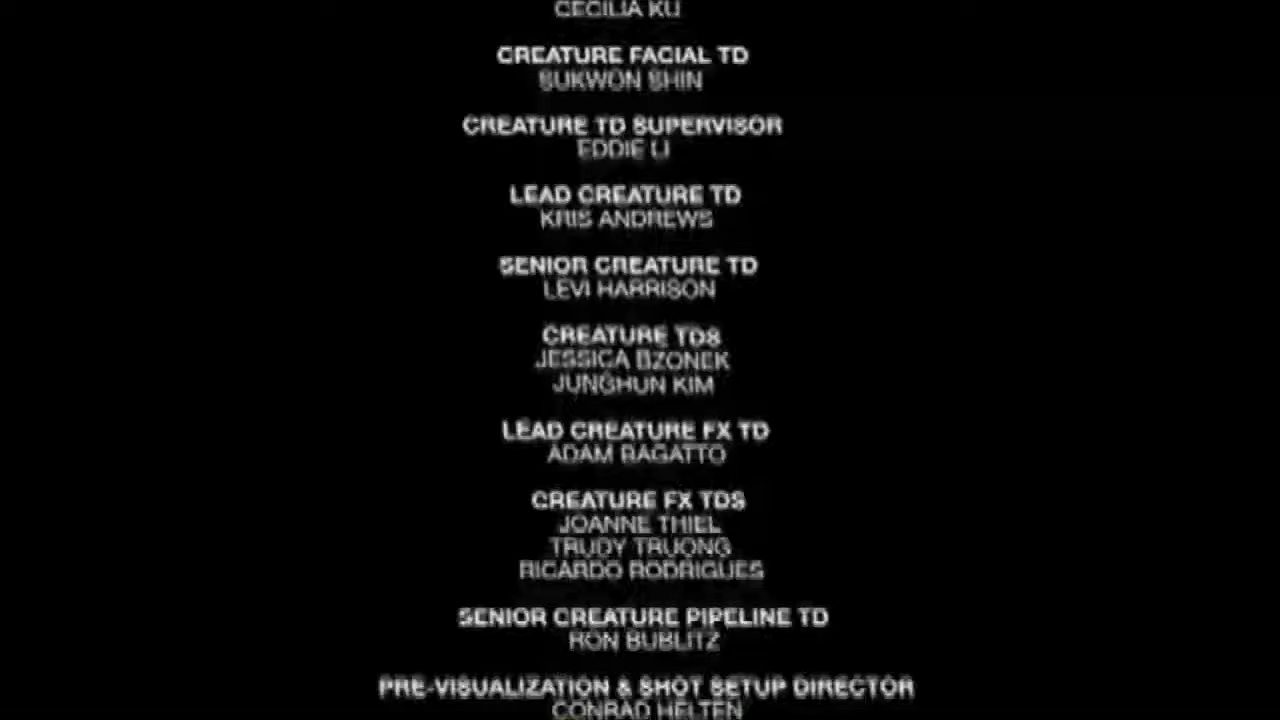 CECILIA KU
CREATURE FACIAL TD
SUKWON SHIN
CREATURE TD SUPERVISOR
EDDIE LI
LEAD CREATURE TD
KRIS ANDREWS
SENIOR CREATURE TD
LEVI HARRISON
CREATURE TDS
JESSICA BZONEK
JUNGHUN KIM
LEAD CREATURE FX TD
ADAM RAGATTO
CREATURE FX TDS
JOANNE THIEL
TRUDY TRUONG
RICARDO RODRIGUES
SENIOR CREATURE PIPELINE TD
RON BUBLITZ
PRE-VISUALIZATION & SHOT SETUP DIRECTOR
CONRAD HELTEN